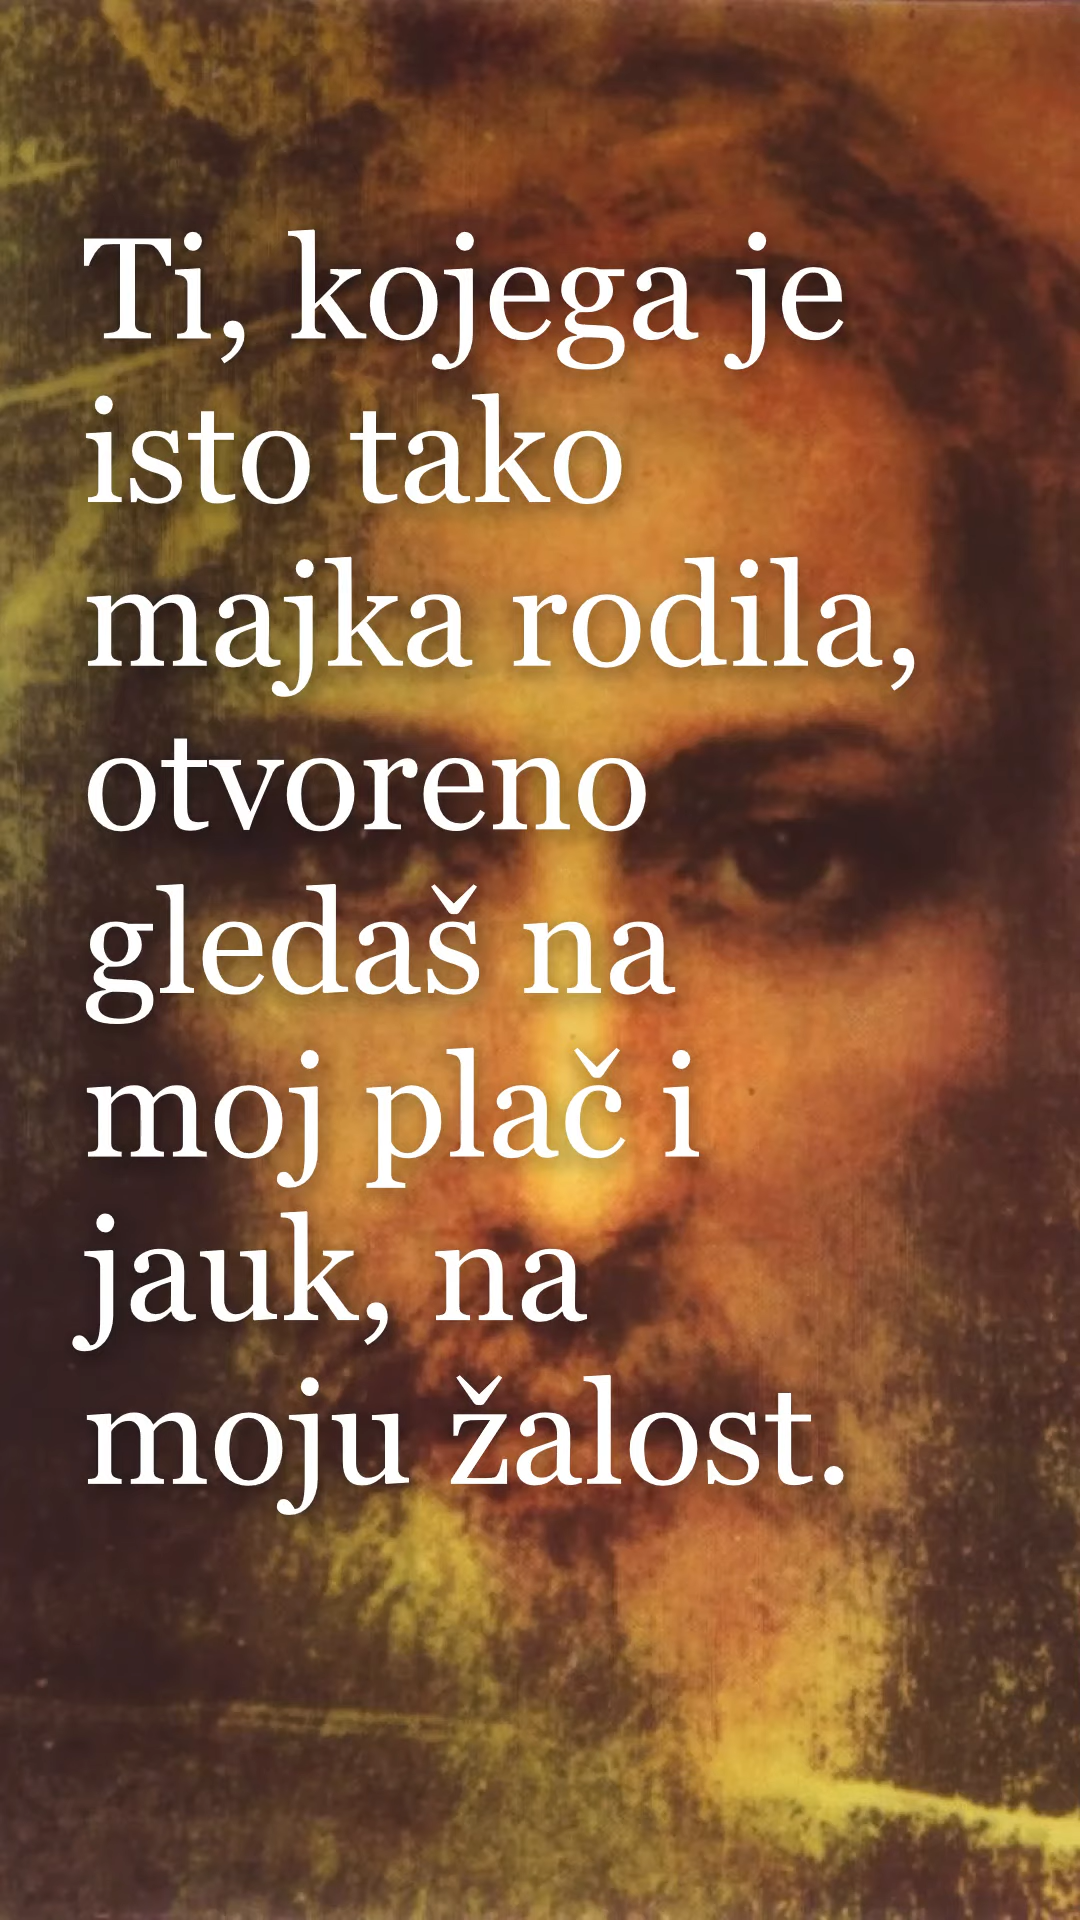 Ti, kojega je
isto tako
majka rodila,
otvoreno
gledaš na
moj plač i
jauk, na
moju žalost.